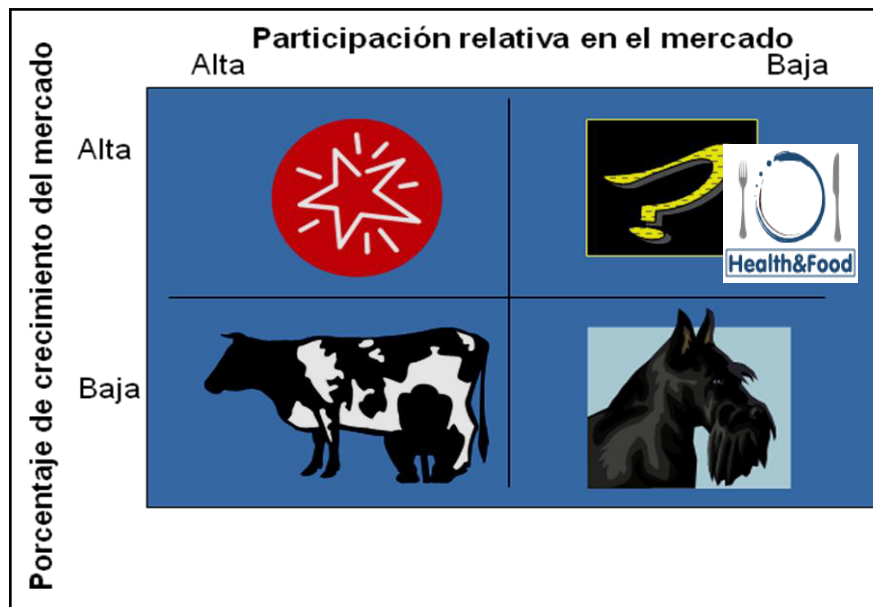 Participación relativa en el mercado
Alta
Baja
Porcentaje de crecimiento del mercado
Alta
Health&Food
Baja